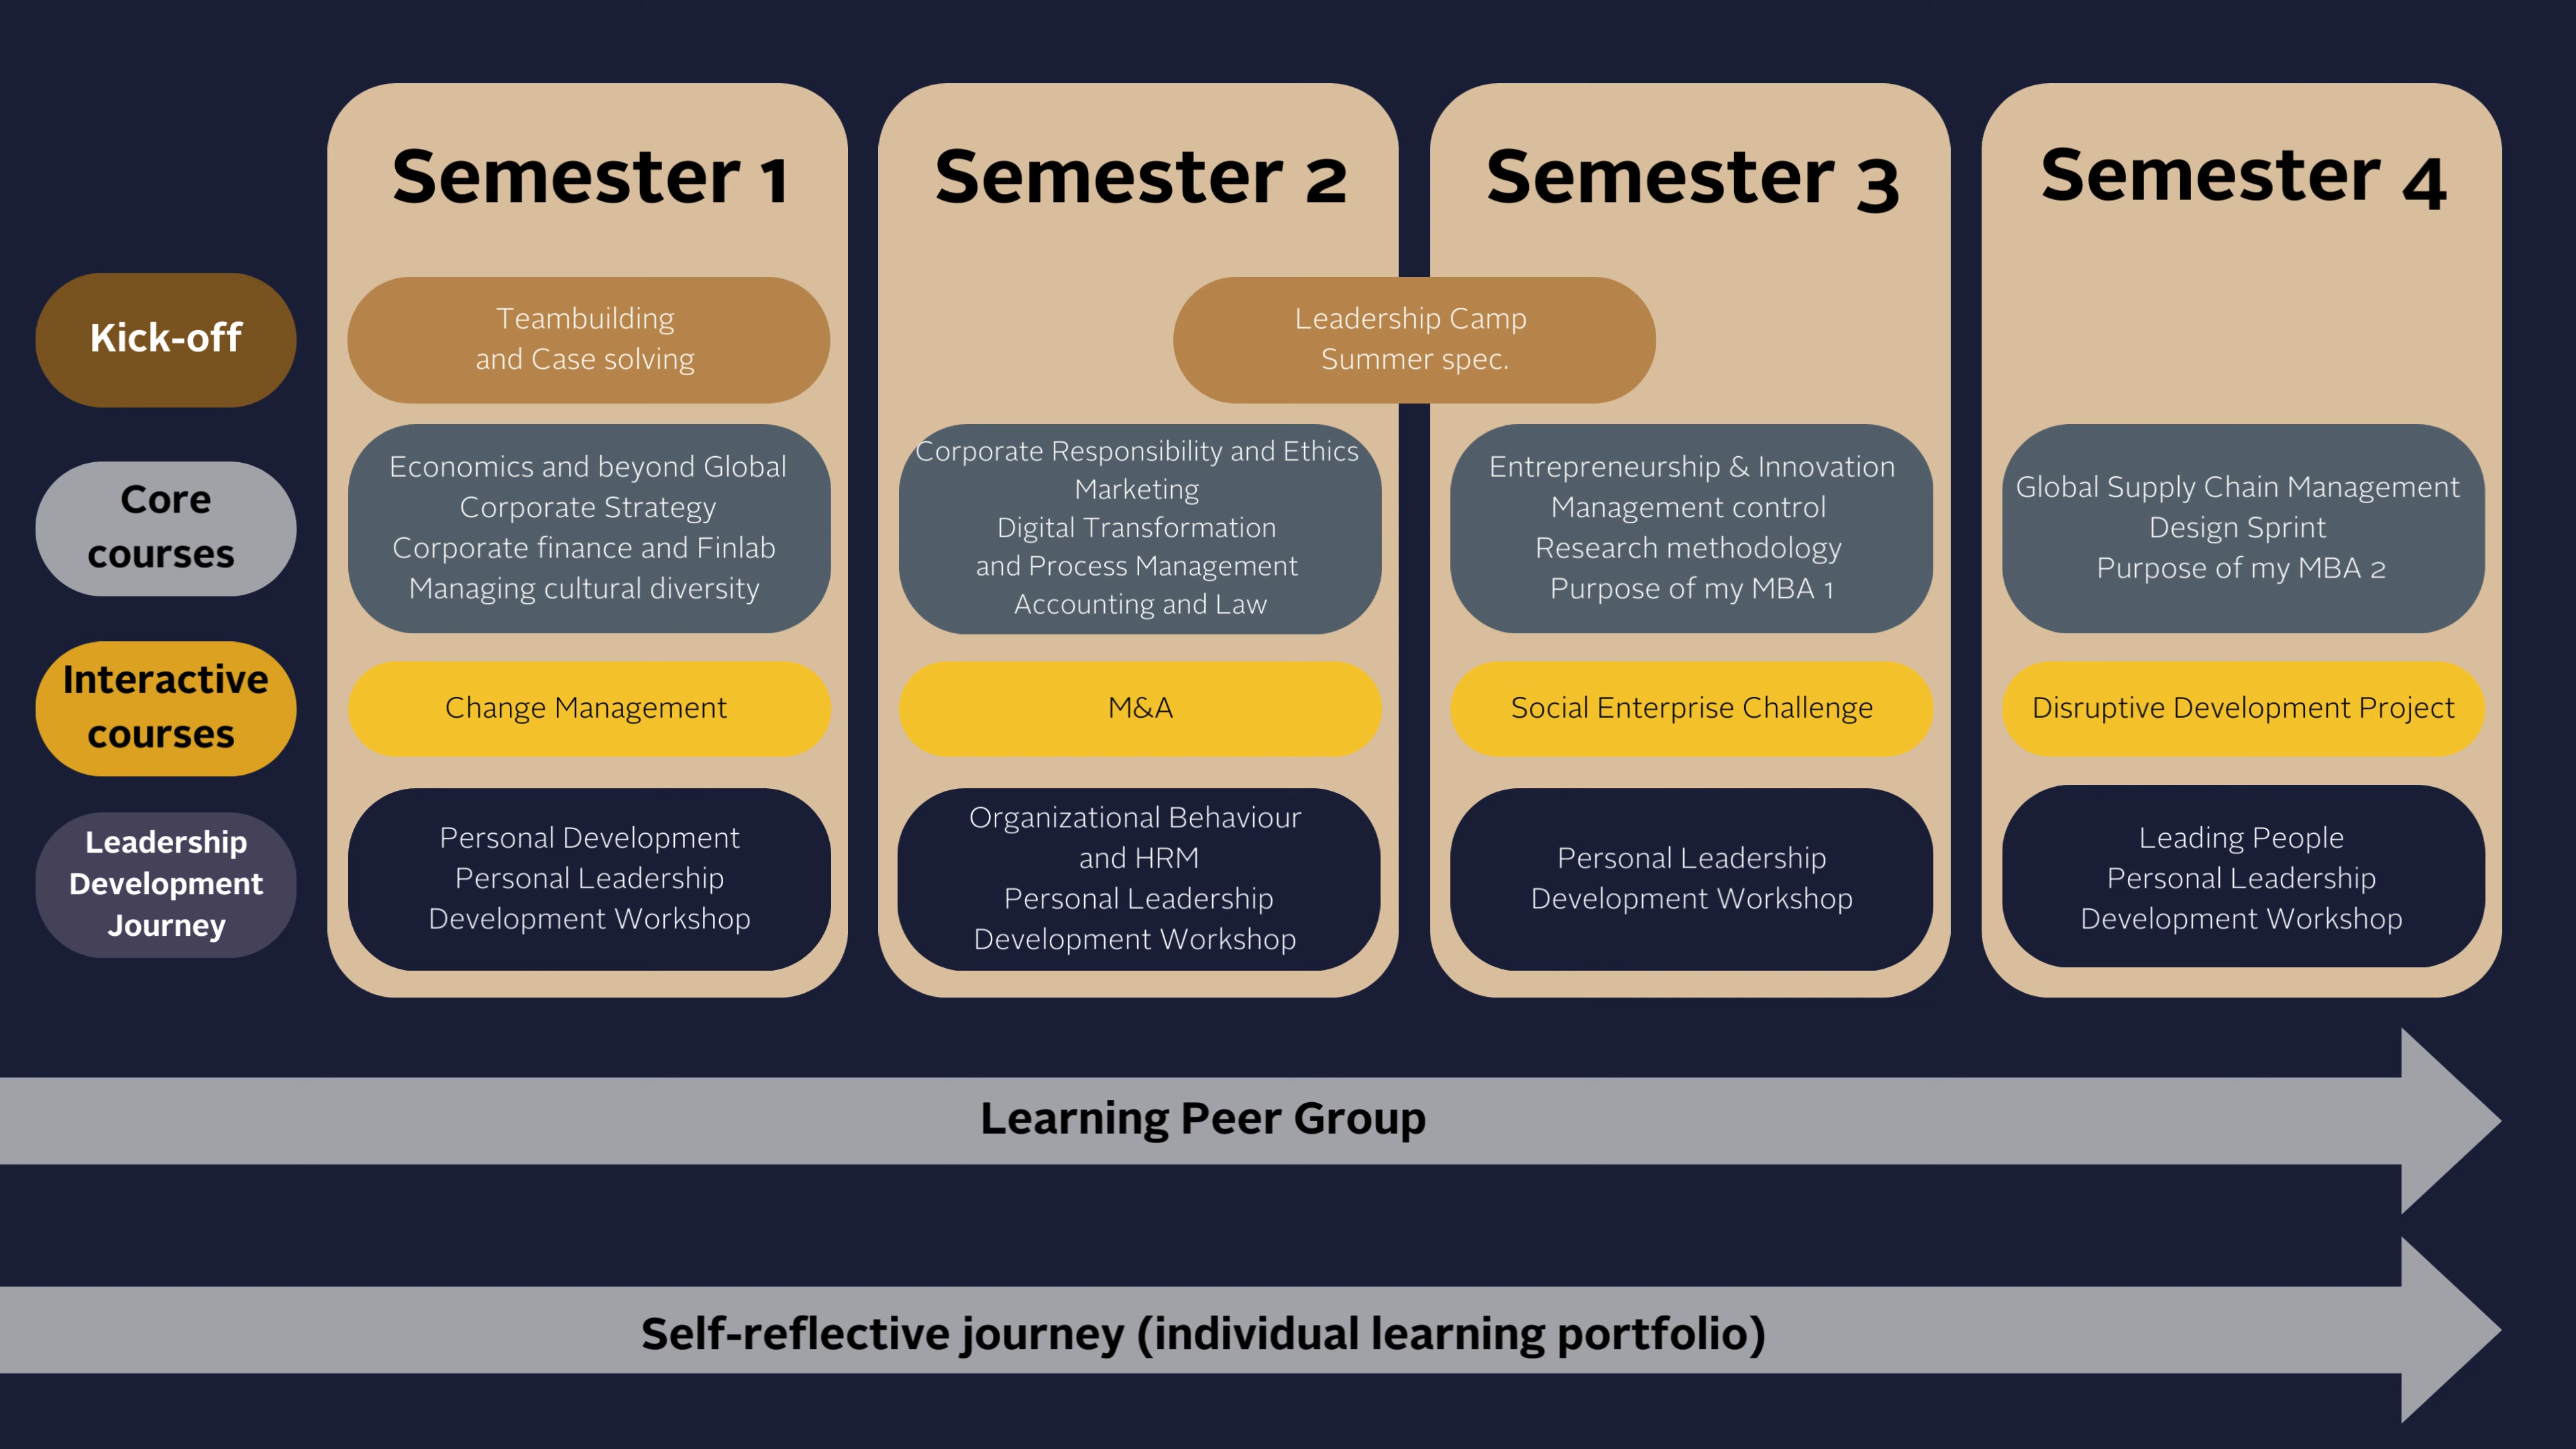 Semester 1
Semester 2
Semester 3
Semester 4
Kick-off
Teambuilding
and Case solving
Leadership Camp
Summer spec.
Core
courses
Economics and beyond Global
Corporate Strategy
Corporate finance and Finlab
Managing cultural diversity
Corporate Responsibility and Ethics
Marketing
Digital Transformation
and Process Management
Accounting and Law
Entrepreneurship & Innovation
Management control
Research methodology
Purpose of my MBA 1
Global Supply Chain Management
Design Sprint
Purpose of my MBA 2
Interactive
courses
Change Management
M&A
Social Enterprise Challenge
Disruptive Development Project
Leadership
Development
Journey
Personal Development
Personal Leadership
Development Workshop
Organizational Behaviour
and HRM
Personal Leadership
Development Workshop
Personal Leadership
Development Workshop
Leading People
Personal Leadership
Development Workshop
Learning Peer Group
Self-reflective journey (individual learning portfolio)